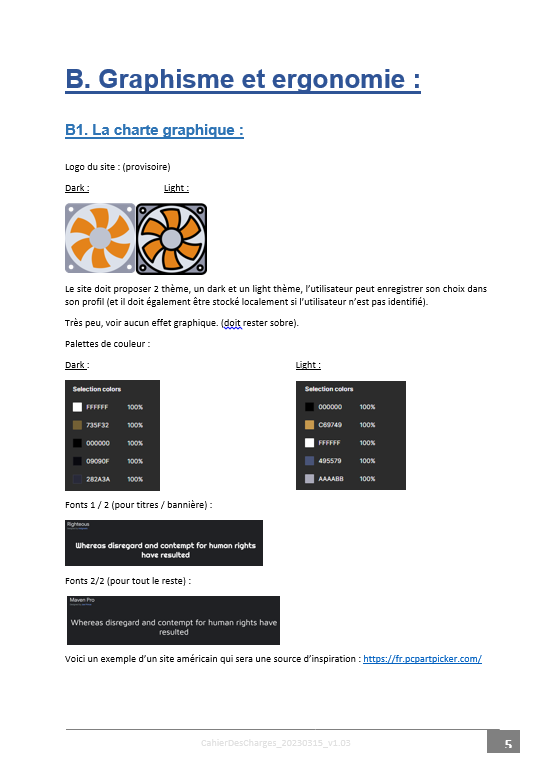 B. Graphisme et ergonomie :
B1. La charte graphique :
Logo du site : (provisoire)
Dark : Light :
Le site doit proposer 2 thème, un dark et un light thème, l'utilisateur peut enregistrer son choix dans
son profil (et il doit également être stocké localement si l'utilisateur n'est pas identifié).
Très peu, voir aucun effet graphique. (doit rester sobre).
Palettes de couleur :
Dark : Light :
Selection colors
FFFFFF 100%
735F32 100%
000000 100%
09090F 100%
282A3A 100%
Selection colors
000000 100%
C69749 100%
FFFFFF 100%
495579 100%
AAAABB 100%
Fonts 1 / 2 (pour titres / bannière) :
Righteous
Whereas disregard and contempt for human rights
have resulted
Fonts 2/2 (pour tout le reste) :
Maven Pro
Whereas disregard and contempt for human rights have
resulted
Voici un exemple d'un site américain qui sera une source d'inspiration : https://fr.pcpartpicker.com/
CahierDesCharges_20230315_v1.03
5